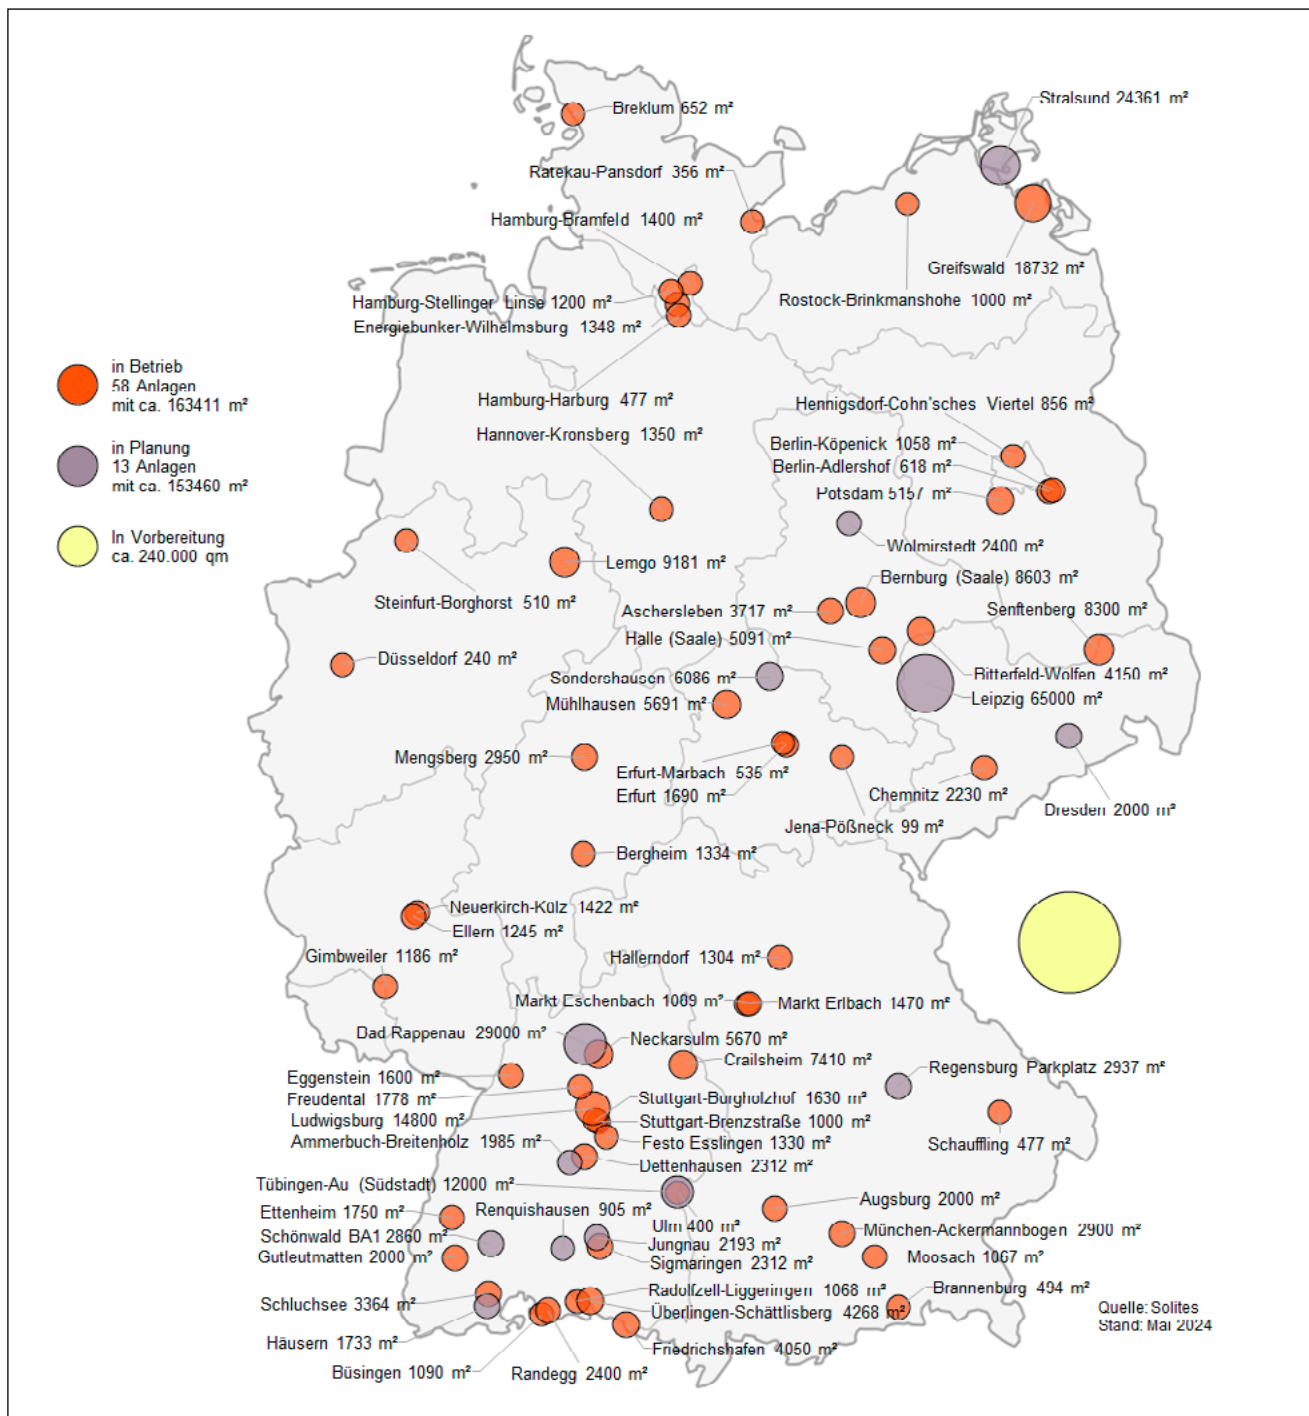 Breklum 652 m²
Stralsund 24361 m²
Ratekau-Pansdorf 356 m²
Hamburg-Bramfeld 1400 m²
Greifswald 18732 m²
Rostock-Brinkmanshohe 1000 m²
Hamburg-Stellinger Linse 1200 m²
Energiebunker-Wilhelmsburg 1348 m²
in Betrieb
58 Anlagen
mit ca. 163411 m²
in Planung
13 Anlagen
mit ca. 153460 m²
In Vorbereitung
ca. 240.000 qm
Hamburg-Harburg 477 m²
Hannover-Kronsberg 1350 m²
Hennigsdorf-Cohn'sches Viertel 856 m²
Berlin-Köpenick 1058 m²
Berlin-Adlershof 618 m²
Potsdam 5157 m²
Wolmirstedt 2400 m²
Lemgo 9181 m²
Bernburg (Saale) 8603 m²
Steinfurt-Borghorst 510 m²
Aschersleben 3717 m²
Senftenberg 8300 m²
Halle (Saale) 5091 m²
Düsseldorf 240 m²
Sondershausen 6086 m²
Bitterfeld-Wolfen 4150 m²
Mühlhausen 5691 m²
Leipzig 65000 m²
Mengsberg 2950 m²
Erfurt-Marbach 535 m²
Erfurt 1690 m²
Chemnitz 2230 m²
Dresden 2000 m²
Jena-Pößneck 99 m²
Bergheim 1334 m²
Neuerkirch-Külz 1422 m²
Ellern 1245 m²
Gimbweiler 1186 m²
Hallerndorf 1304 m²
Markt Eschenbach 1009 m²
Markt Erlbach 1470 m²
Dad Rappenau 29000 m²
Neckarsulm 5670 m²
Crailsheim 7410 m²
Regensburg Parkplatz 2937 m²
Eggenstein 1600 m²
Freudental 1778 m²
Stuttgart-Burgholzhof 1630 m²
Ludwigsburg 14800 m²
Stuttgart-Brenzstraße 1000 m²
Ammerbuch-Breitenholz 1985 m²
Festo Esslingen 1330 m²
Schauffling 477 m²
Dettenhausen 2312 m²
Tübingen-Au (Südstadt) 12000 m²
Augsburg 2000 m²
Ettenheim 1750 m²
Renquishausen 905 m²
Ulm 400 m²
München-Ackermannbogen 2900 m²
Schönwald BA1 2860 m²
Jungnau 2193 m²
Gutleutmatten 2000 m²
Sigmaringen 2312 m²
Moosach 1067 m²
Radolfzell-Liggeringen 1068 m²
Brannenburg 494 m²
Schluchsee 3364 m²
Überlingen-Schättlisberg 4268 m²
Quelle: Solites
Stand: Mai 2024
Häusern 1733 m²
Friedrichshafen 4050 m²
Büsingen 1090 m²
Randegg 2400 m²